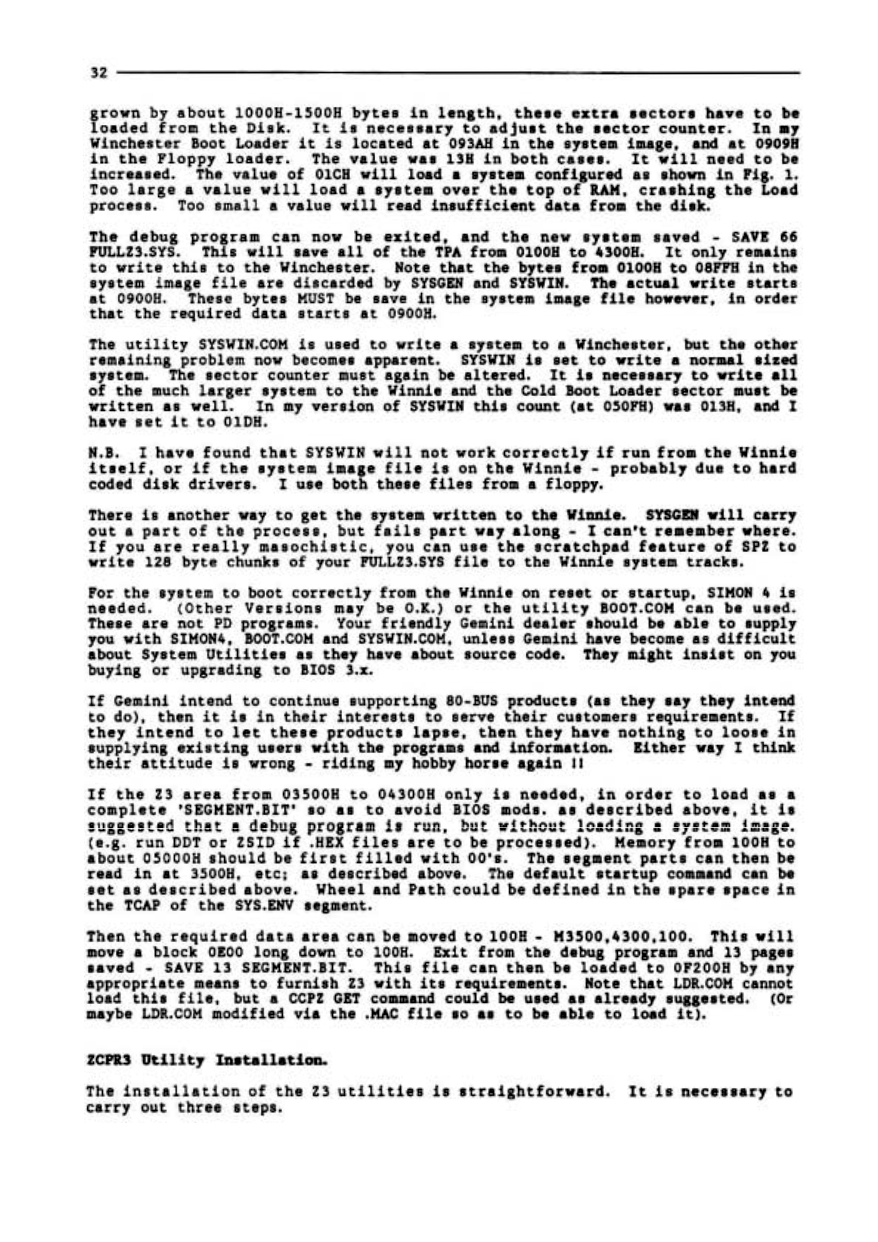 32
grown by about 1000H-1500H bytes in length, these extra sectors have to be
loaded from the Disk.  It is necessary to adjust the sector counter.  In my
Winchester Boot Loader it is located at 093AH in the system image, and at 0909H
in the Floppy loader.  The value was 13H in both cases.  It will need to be
increased.  The value of 01CH will load a system configured as shown in Fig. 1.
Too large a value will load a system over the top of RAM, crashing the Load
process.  Too small a value will read insufficient data from the disk.
The debug program can now be exited, and the new system saved - SAVE 66
FULLZ3.SYS.  This will save all of the TPA from 0100H to 4300H.  It only remains
to write this to the Winchester.  Note that the bytes from 0100H to 08FFH in the
system image file are discarded by SYSGEN and SYSWIN.  The actual write starts
at 0900H.  These bytes MUST be save in the system image file however, in order
that the required data starts at 0900H.
The utility SYSWIN.COM is used to write a system to a Winchester, but the other
remaining problem now becomes apparent.  SYSWIN is set to write a normal sized
system.  The sector counter must again be altered.  It is necessary to write all
of the much larger system to the Winnie and the Cold Boot Loader sector must be
written as well.  In my version of SYSWIN this count (at 050FH) was 013H, and I
have set it to 01DH.
N.B.  I have found that SYSWIN will not work correctly if run from the Winnie
itself, or if the system image file is on the Winnie - probably due to hard
coded disk drivers.  I use both these files from a floppy.
There is another way to get the system written to the Winnie.  SYSGEN will carry
out a part of the process, but fails part way along - I can't remember where.
If you are really masochistic, you can use the scratchpad feature of SPZ to
write 128 byte chunks of your FULLZ3.SYS file to the Winnie system tracks.
For the system to boot correctly from the Winnie on reset or startup, SIMON 4 is
needed.  (Other Versions may be O.K.) or the utility BOOT.COM can be used.
These are not PD programs.  Your friendly Gemini dealer should be able to supply
you with SIMON4, BOOT.COM and SYSWIN.COM, unless Gemini have become as difficult
about System Utilities as they have about source code.  They might insist on you
buying or upgrading to BIOS 3.x.
If Gemini intend to continue supporting 80-BUS products (as they say they intend
to do), then it is in their interests to serve their customers requirements.  If
they intend to let these products lapse, then they have nothing to loose in
supplying existing users with the programs and information.  Either way I think
their attitude is wrong - riding my hobby horse again !!
If the Z3 area from 03500H to 04300H only is needed, in order to load as a
complete 'SEGMENT.BIT' so as to avoid BIOS mods. as described above, it is
suggested that a debug program is run, but without loading a system image.
(e.g. run DDT or ZSID if .HEX files are to be processed).  Memory from 100H to
about 05000H should be first filled with 00's.  The segment parts can then be
read in at 3500H, etc; as described above.  The default startup command can be
set as described above.  Wheel and Path could be defined in the spare space in
the TCAP of the SYS.ENV segment.
Then the required data area can be moved to 100H - M3500,4300,100.  This will
move a block 0E00 long down to 100H.  Exit from the debug program and 13 pages
saved - SAVE 13 SEGMENT.BIT.  This file can then be loaded to 0F200H by any
appropriate means to furnish Z3 with its requirements.  Note that LDR.COM cannot
load this file, but a CCPZ GET command could be used as already suggested.  (Or
maybe LDR.COM modified via the .MAC file so as to be able to load it).
ZCPR3 Utility Installation.
The installation of the Z3 utilities is straightforward.  It is necessary to
carry out three steps.